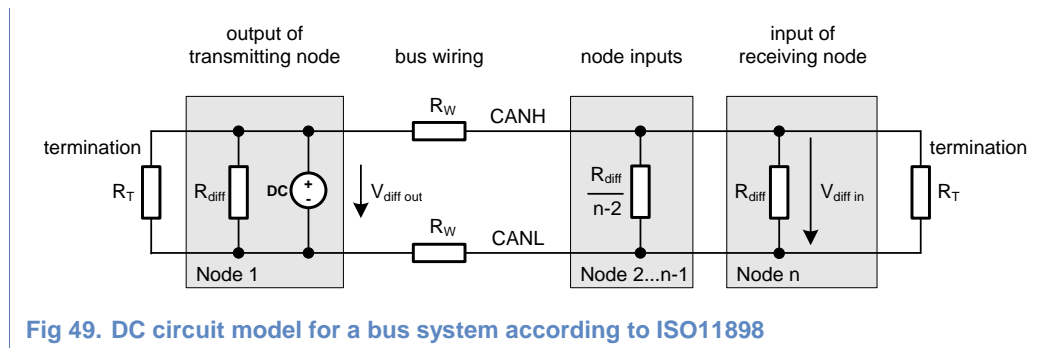 output of
transmitting node
bus wiring
node inputs
input of
receiving node
termination
R_T
R_diff
DC
+
-
V_diff out
R_W
CANH
R_W
CANL
R_diff
n-2
R_diff
V_diff in
termination
R_T
Node 1
Node 2...n-1
Node n
Fig 49. DC circuit model for a bus system according to ISO11898